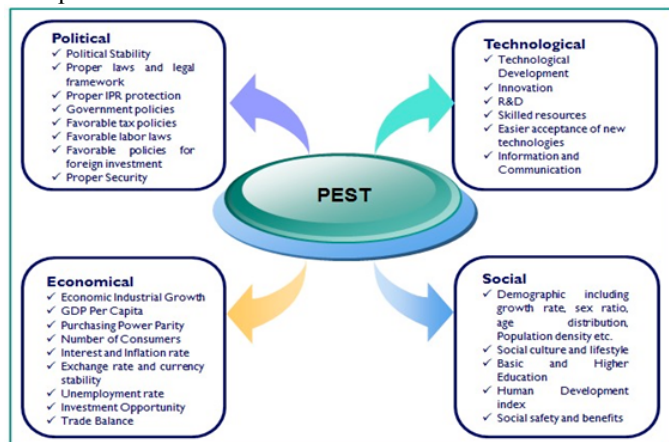 Political
✓ Political Stability
✓ Proper laws and legal
framework
✓ Proper IPR protection
✓ Government policies
✓ Favorable tax policies
✓ Favorable labor laws
✓ Favorable policies for
foreign investment
✓ Proper Security
Technological
✓ Technological
Development
✓ Innovation
✓ R&D
✓ Skilled resources
✓ Easier acceptance of new
technologies
✓ Information and
Communication
PEST
Economical
✓ Economic Industrial Growth
✓ GDP Per Capita
✓ Purchasing Power Parity
✓ Number of Consumers
✓ Interest and Inflation rate
✓ Exchange rate and currency
stability
✓ Unemployment rate
✓ Investment Opportunity
✓ Trade Balance
Social
✓ Demographic including
growth rate, sex ratio,
age distribution,
Population density etc.
✓ Social culture and lifestyle
✓ Basic and Higher
Education
✓ Human Development
index
✓ Social safety and benefits